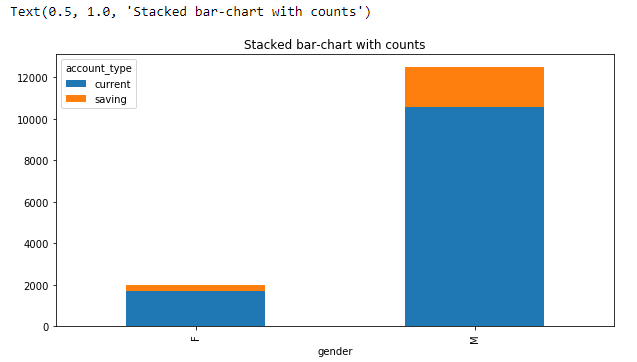 Text(0.5, 1.0, 'Stacked bar-chart with counts')
Stacked bar-chart with counts
account_type
current
saving
12000
10000
8000
6000
4000
2000
0
F
M
gender